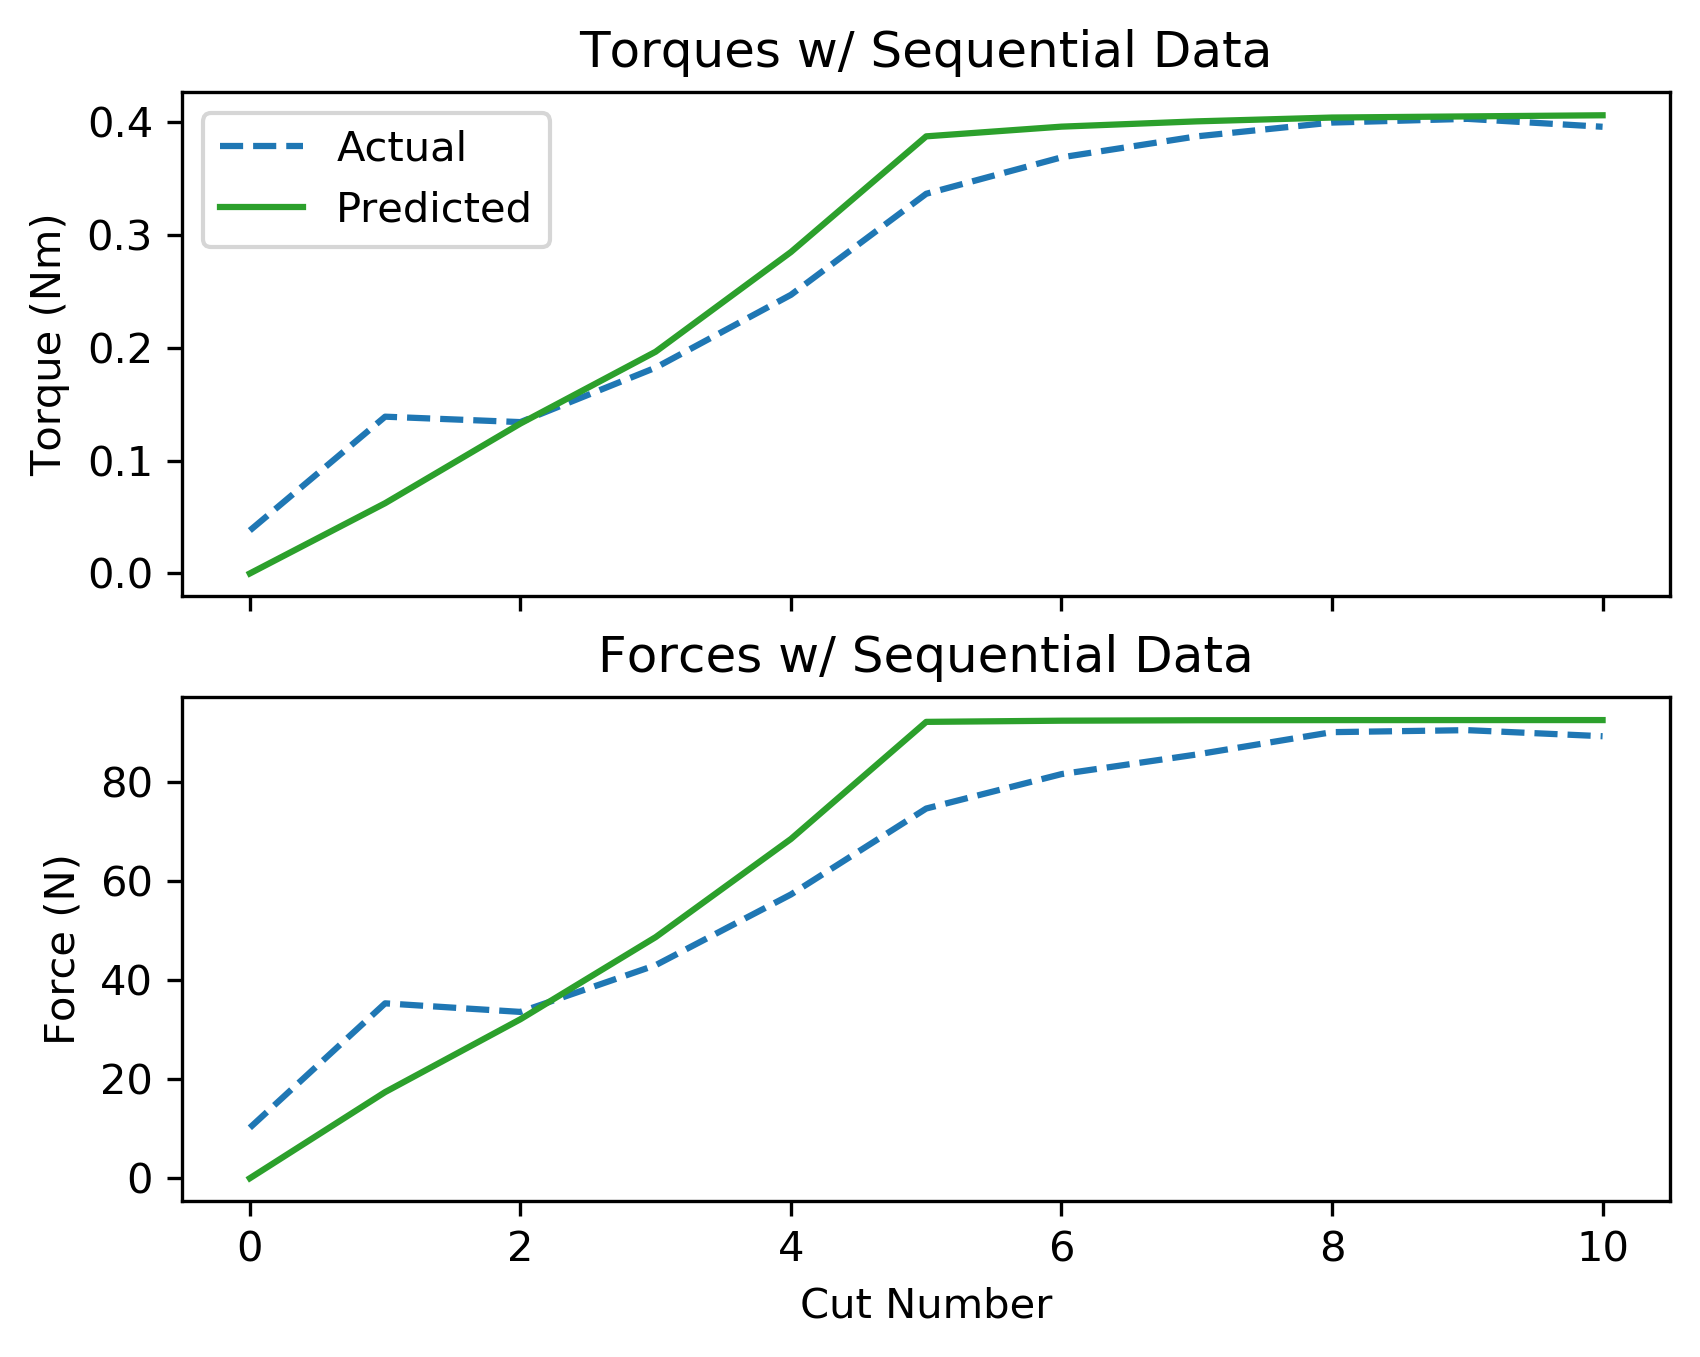 Torques w/ Sequential Data
Torque (Nm)
0.4
0.3
0.2
0.1
0.0
Actual
Predicted
Forces w/ Sequential Data
Force (N)
80
60
40
20
0
0 2 4 6 8 10
Cut Number